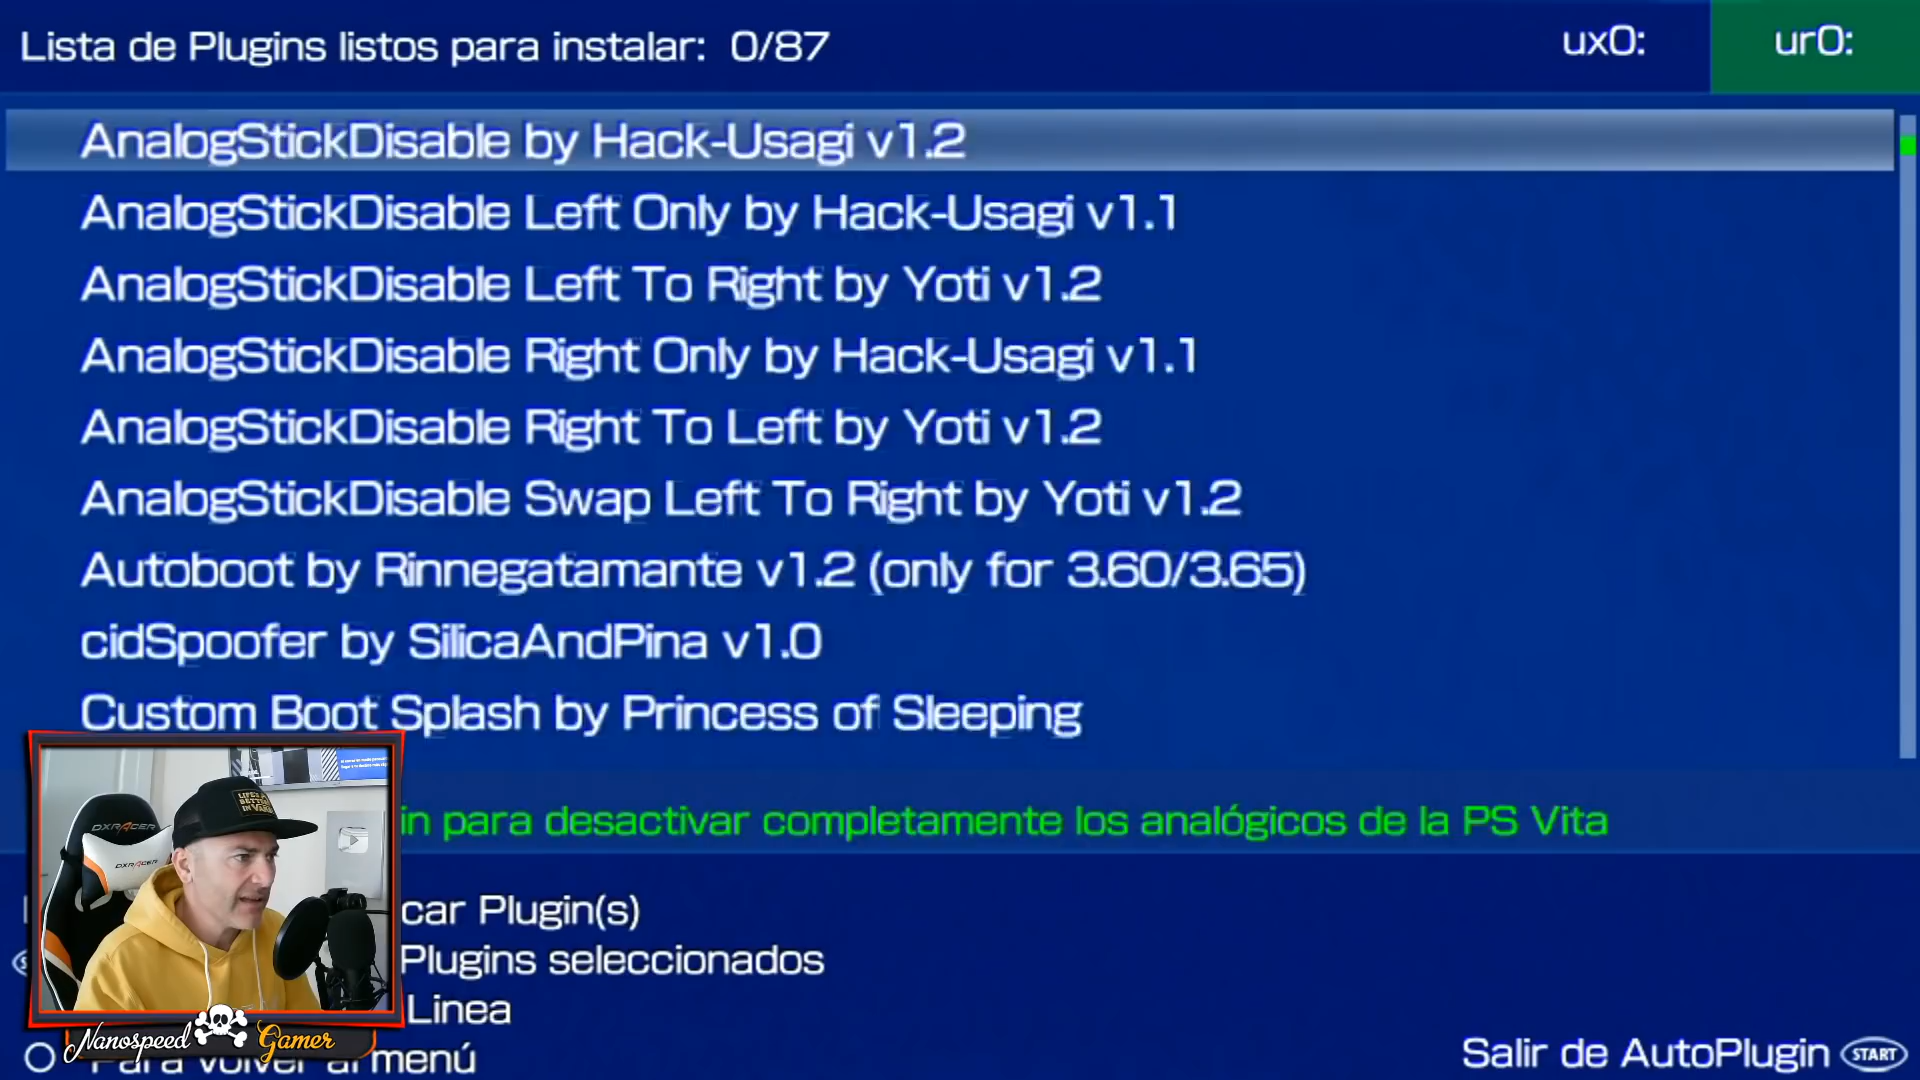 Lista de Plugins listos para instalar: 0/87
ux0:
ur0:
AnalogStickDisable by Hack-Usagi v1.2
AnalogStickDisable Left Only by Hack-Usagi v1.1
AnalogStickDisable Left To Right by Yoti v1.2
AnalogStickDisable Right Only by Hack-Usagi v1.1
AnalogStickDisable Right To Left by Yoti v1.2
AnalogStickDisable Swap Left To Right by Yoti v1.2
Autoboot by Rinnegatamante v1.2 (only for 3.60/3.65)
cidSpoofer by SilicaAndPina v1.0
Custom Boot Splash by Princess of Sleeping
in para desactivar completamente los analógicos de la PS Vita
car Plugin(s)
Plugins seleccionados
Linea
Para volver al menú
Salir de AutoPlugin START
DXRACER
DXRACER
Nanospeed Gamer